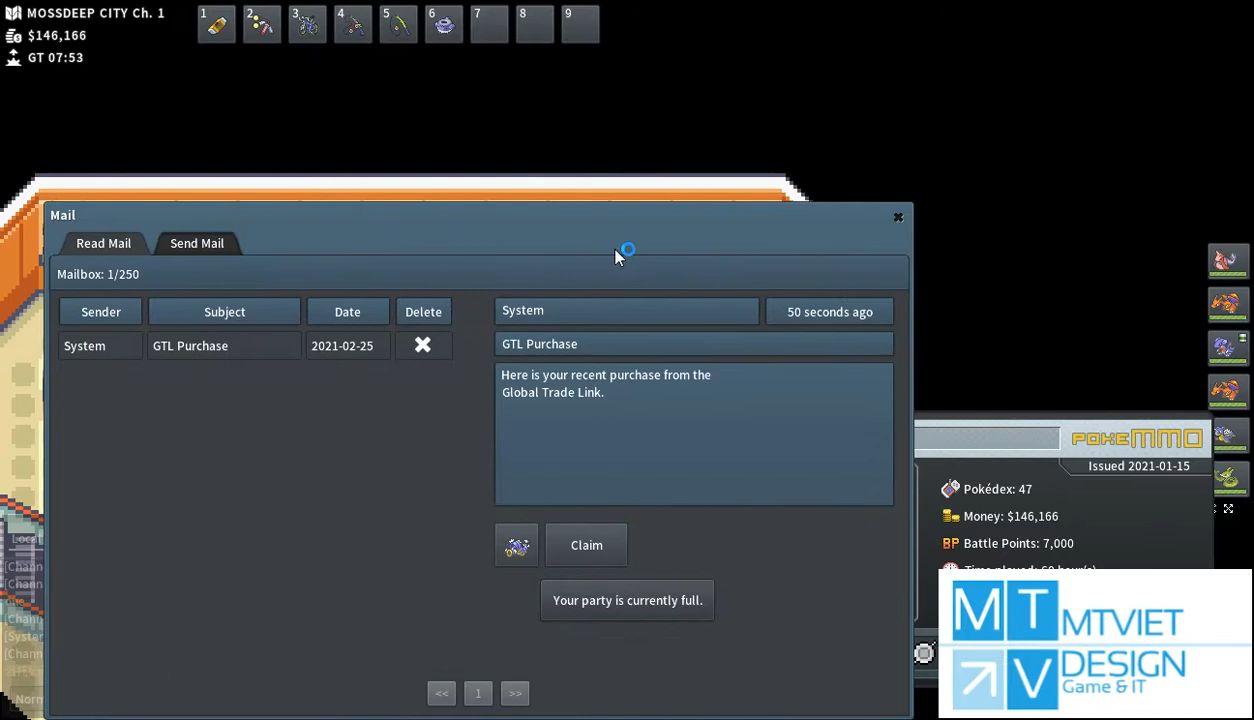 MOSSDEEP CITY Ch. 1
$146,166
GT 07:53
1 2 3 4 5 6 7 8 9
Mail
Read Mail Send Mail
Mailbox: 1/250
Sender Subject Date Delete
System GTL Purchase 2021-02-25
System 50 seconds ago
GTL Purchase
Here is your recent purchase from the
Global Trade Link.
Claim
Your party is currently full.
<< 1 >>
POKEMMO
Issued 2021-01-15
Pokédex: 47
Money: $146,166
BP Battle Points: 7,000
MT MTVIET
V DESIGN
Game & IT